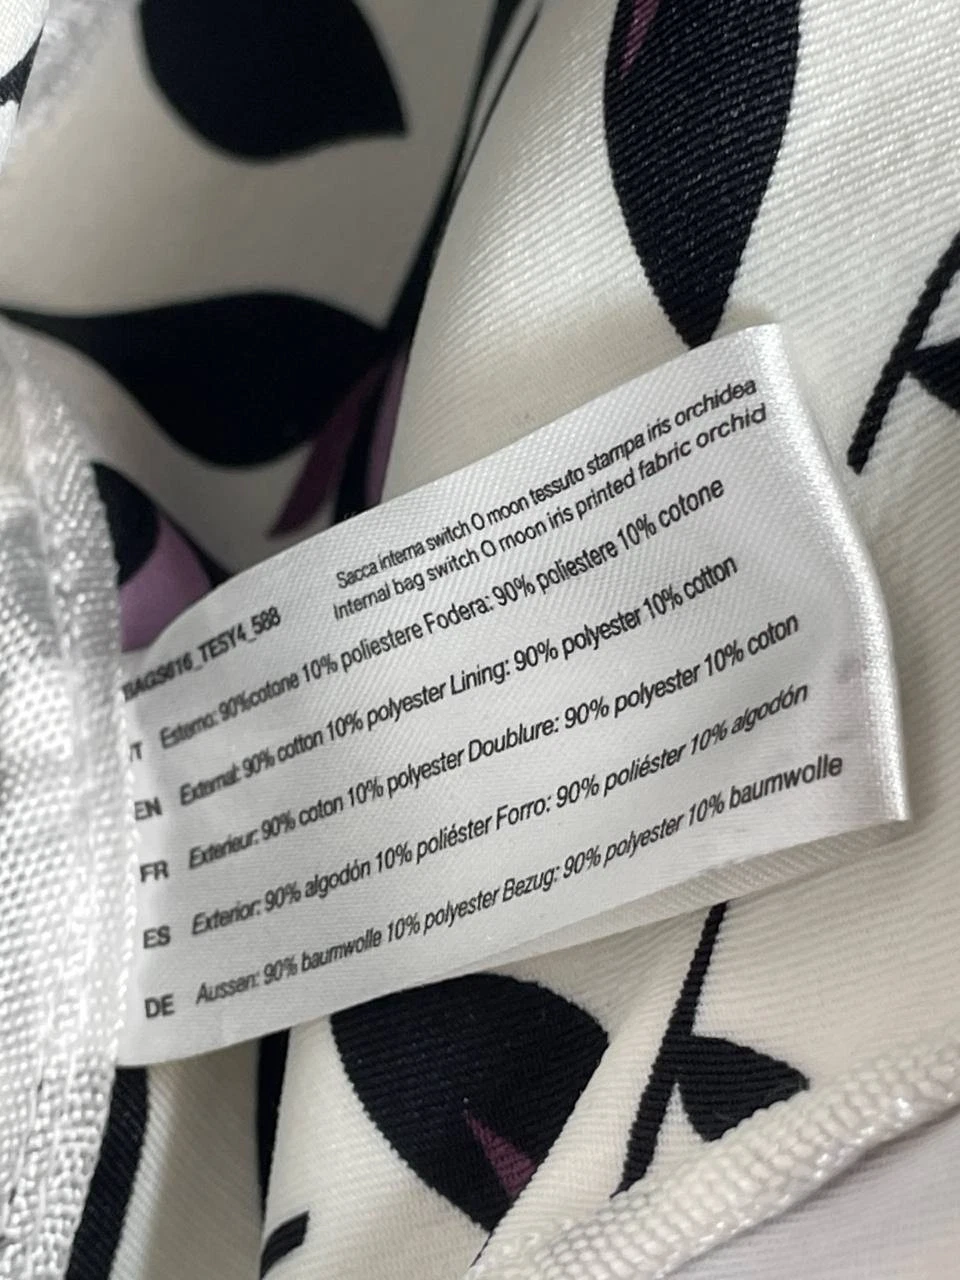 BAGS616_TESY4_588
Sacca interna switch O moon tessuto stampa iris orchidea
Internal bag switch O moon iris printed fabric orchid
IT Esterno: 90%cotone 10% poliestere Fodera: 90% poliestere 10% cotone
EN External: 90% cotton 10% polyester Lining: 90% polyester 10% cotton
FR Exterieur: 90% coton 10% polyester Doublure: 90% polyester 10% coton
ES Exterior: 90% algodón 10% poliéster Forro: 90% poliéster 10% algodón
DE Aussen: 90% baumwolle 10% polyester Bezug: 90% polyester 10% baumwolle